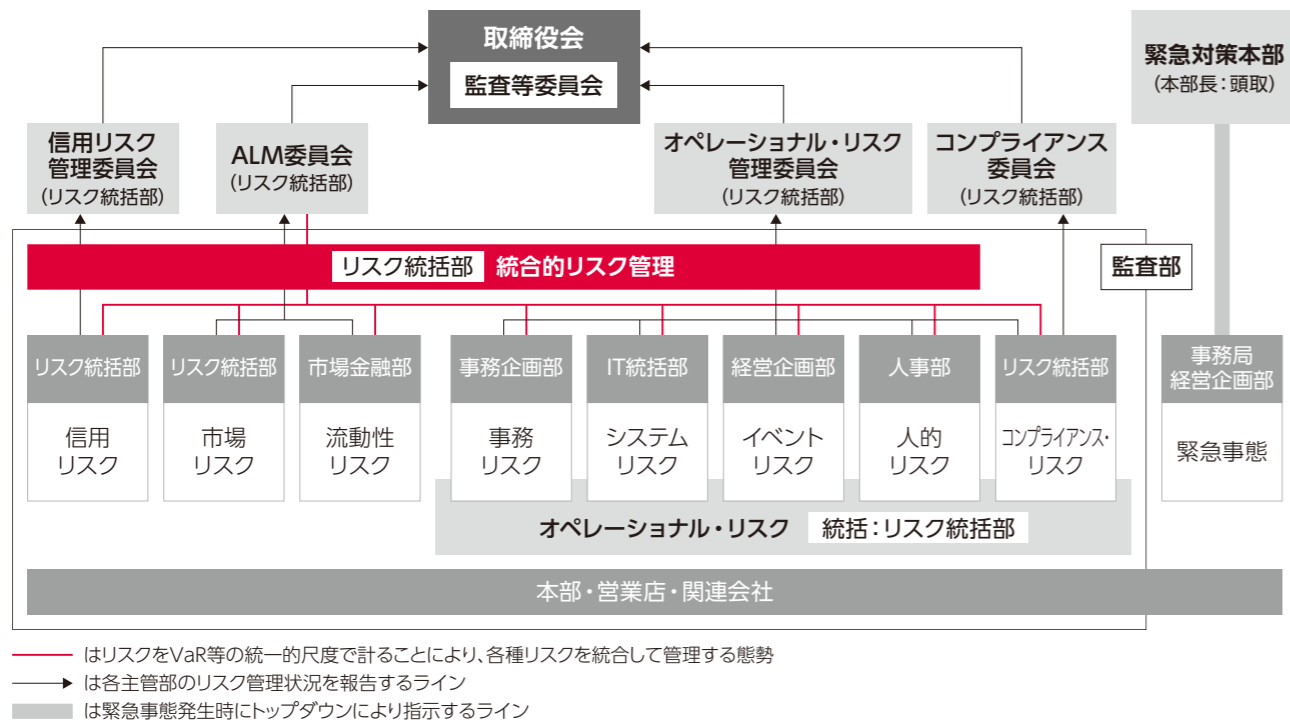 取締役会
監査等委員会
緊急対策本部
(本部長:頭取)
信用リスク
管理委員会
(リスク統括部)
ALM委員会
(リスク統括部)
オペレーショナル・リスク
管理委員会
(リスク統括部)
コンプライアンス
委員会
(リスク統括部)
リスク統括部 統合的リスク管理
監査部
リスク統括部
信用
リスク
リスク統括部
市場
リスク
市場金融部
流動性
リスク
事務企画部
事務
リスク
IT統括部
システム
リスク
経営企画部
イベント
リスク
人事部
人的
リスク
リスク統括部
コンプライアンス・
リスク
事務局
経営企画部
緊急事態
オペレーショナル・リスク 統括:リスク統括部
本部・営業店・関連会社
はリスクをVaR等の統一的尺度で計ることにより、各種リスクを統合して管理する態勢
は各主管部のリスク管理状況を報告するライン
は緊急事態発生時にトップダウンにより指示するライン